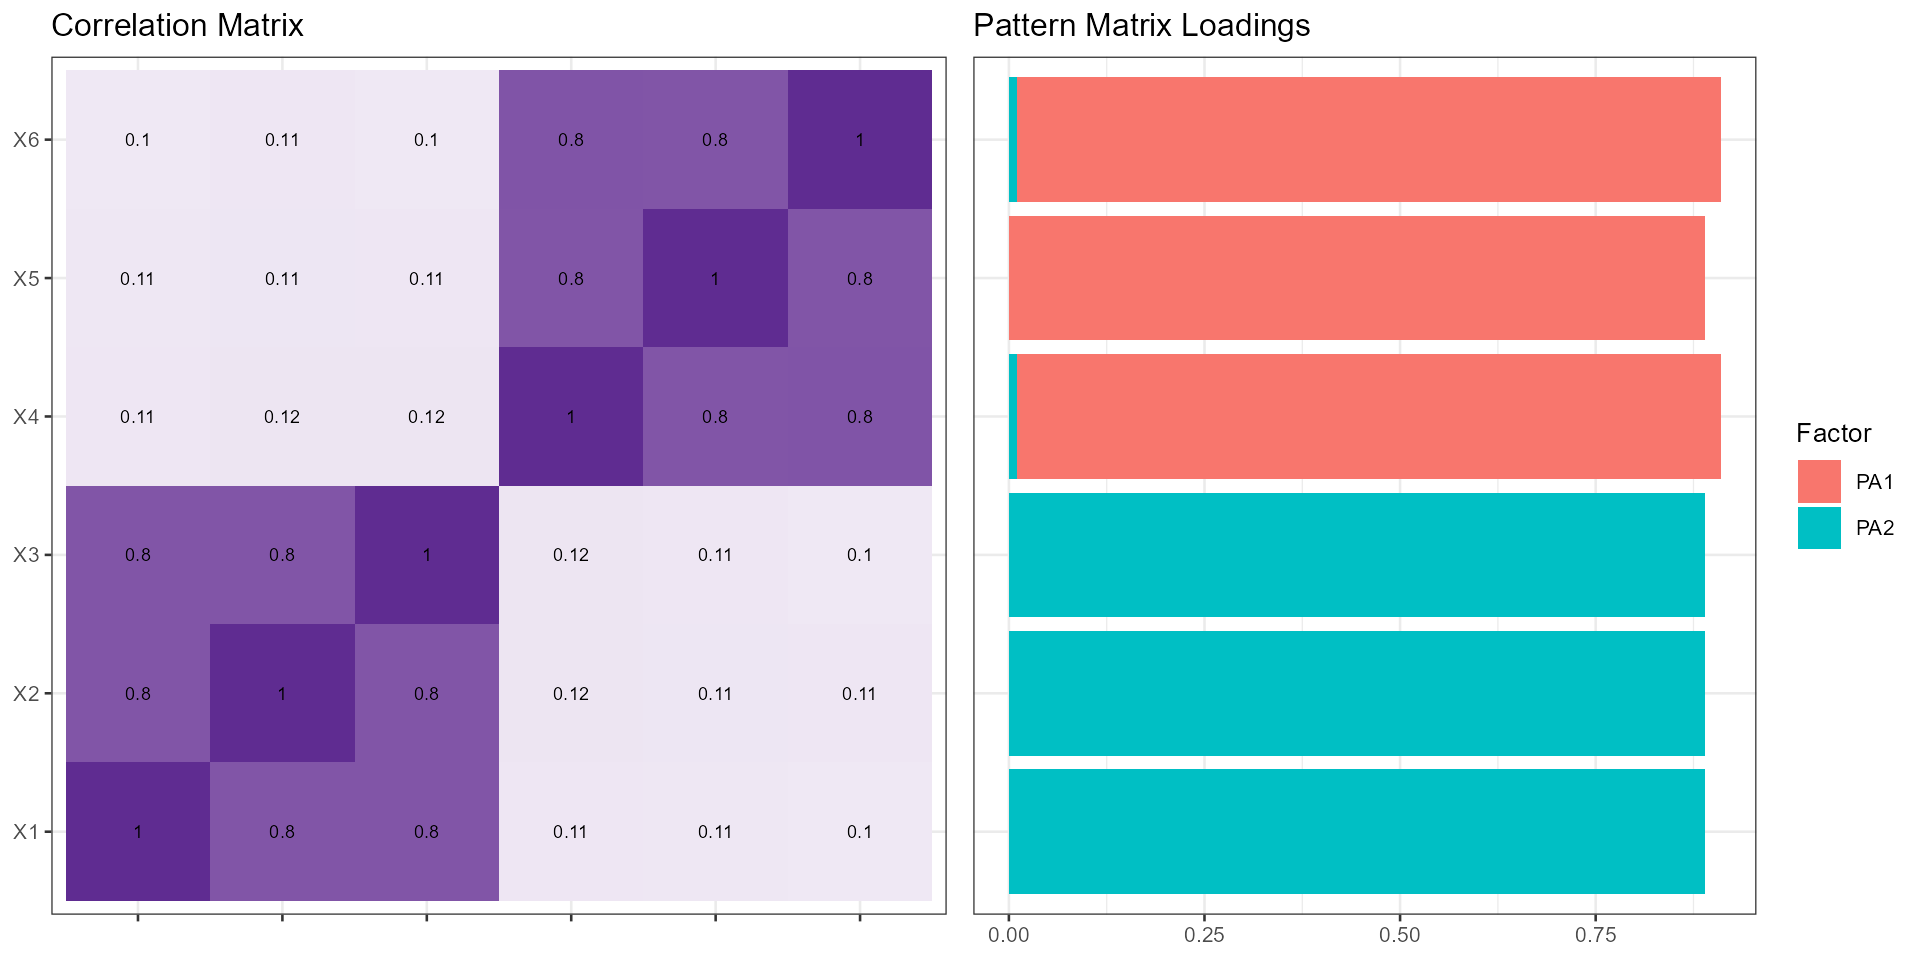 Correlation Matrix
Pattern Matrix Loadings
X6 0.1 0.11 0.1 0.8 0.8 1
X5 0.11 0.11 0.11 0.8 1 0.8
X4 0.11 0.12 0.12 1 0.8 0.8
X3 0.8 0.8 1 0.12 0.11 0.1
X2 0.8 1 0.8 0.12 0.11 0.11
X1 1 0.8 0.8 0.11 0.11 0.1
0.00 0.25 0.50 0.75
Factor
PA1
PA2